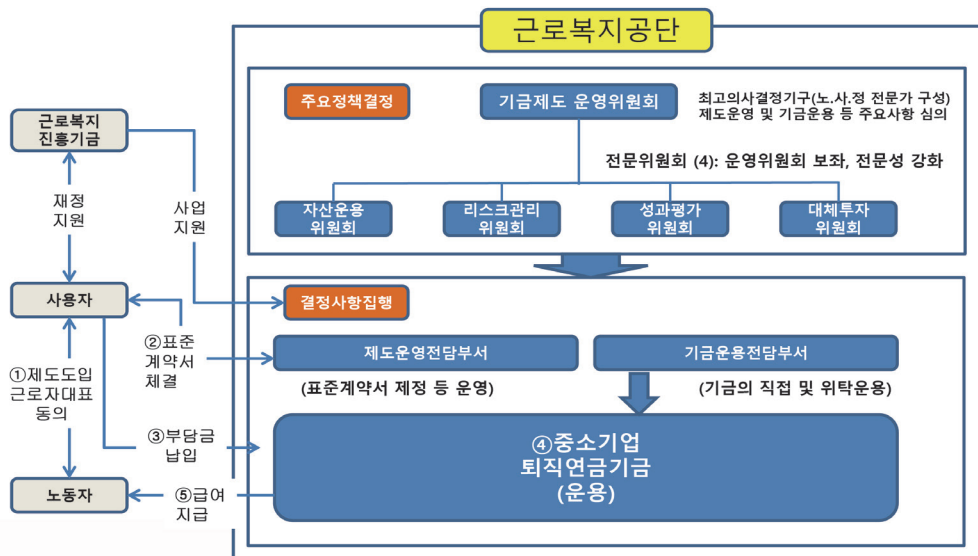 근로복지공단
주요정책결정
기금제도 운영위원회
최고의사결정기구(노.사.정 전문가 구성)
제도운영 및 기금운용 등 주요사항 심의
전문위원회 (4): 운영위원회 보좌, 전문성 강화
자산운용
위원회
리스크관리
위원회
성과평가
위원회
대체투자
위원회
근로복지
진흥기금
재정
지원
사업
지원
사용자
결정사항집행
②표준
계약서
체결
제도운영전담부서
기금운용전담부서
(표준계약서 제정 등 운영)
(기금의 직접 및 위탁운용)
①제도도입
근로자대표
동의
③부담금
납입
④중소기업
퇴직연금기금
(운용)
노동자
⑤급여
지급